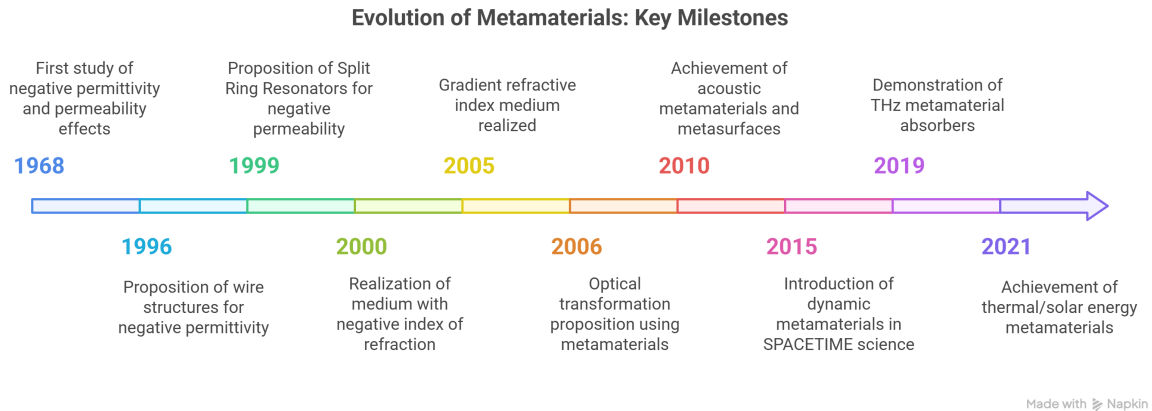 Evolution of Metamaterials: Key Milestones
First study of
negative permittivity
and permeability
effects
1968
Proposition of wire
structures for
negative permittivity
1996
Proposition of Split
Ring Resonators for
negative
permeability
1999
2000
Realization of
medium with
negative index of
refraction
Gradient refractive
index medium
realized
2005
2006
Optical
transformation
proposition using
metamaterials
Achievement of
acoustic
metamaterials and
metasurfaces
2010
2015
Introduction of
dynamic
metamaterials in
SPACETIME science
Demonstration of
THz metamaterial
absorbers
2019
2021
Achievement of
thermal/solar energy
metamaterials
Made with Napkin